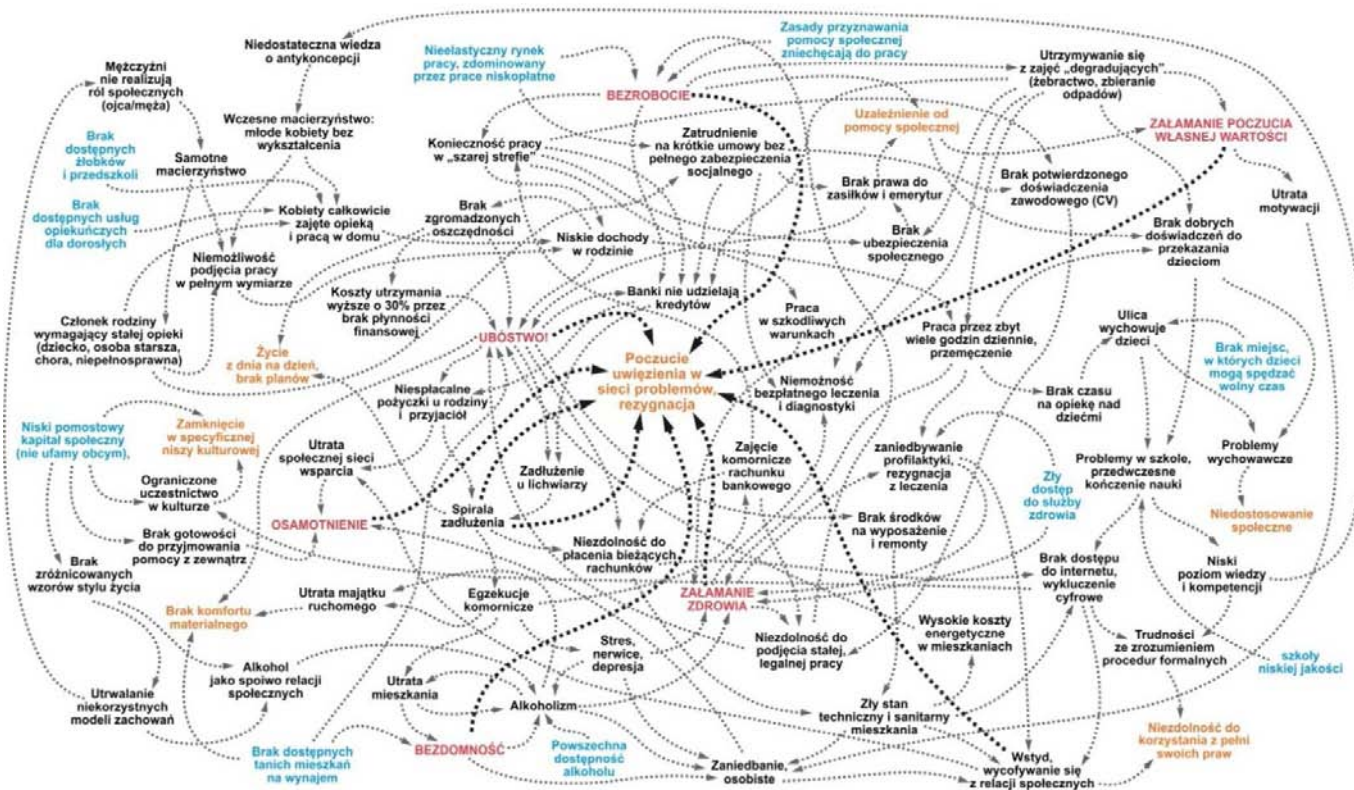 Niedostateczna wiedza
o antykoncepcji
Mężczyźni
nie realizują
ról społecznych
(ojca/męża)
Nieelastyczny rynek
pracy, zdominowany
przez prace niskopłatne
Zasady przyznawania
pomocy społecznej
zniechęcają do pracy
BEZROBOCIE
Utrzymywanie się
z zajęć „degradujących”
(żebractwo, zbieranie
odpadów)
Uzależnienie od
pomocy społecznej
ZAŁAMANIE POCZUCIA
WŁASNEJ WARTOŚCI
Wczesne macierzyństwo:
młode kobiety bez
wykształcenia
Brak
dostępnych
żłobków
i przedszkoli
Samotne
macierzyństwo
Konieczność pracy
w „szarej strefie”
Zatrudnienie
na krótkie umowy bez
pełnego zabezpieczenia
socjalnego
Brak prawa do
zasiłków i emerytur
Brak potwierdzonego
doświadczenia
zawodowego (CV)
Utrata
motywacji
Brak
dostępnych usług
opiekuńczych
dla dorosłych
Kobiety całkowicie
zajęte opieką
i pracą w domu
Brak
zgromadzonych
oszczędności
Niskie dochody
w rodzinie
Brak
ubezpieczenia
społecznego
Brak dobrych
doświadczeń do
przekazania
dzieciom
Niemożliwość
podjęcia pracy
w pełnym wymiarze
Koszty utrzymania
wyższe o 30% przez
brak płynności
finansowej
Banki nie udzielają
kredytów
Praca
w szkodliwych
warunkach
Praca przez zbyt
wiele godzin dziennie,
przemęczenie
Ulica
wychowuje
dzieci
Członek rodziny
wymagający stałej opieki
(dziecko, osoba starsza,
chora, niepełnosprawna)
Życie
z dnia na dzień,
brak planów
UBÓSTWO!
Poczucie
uwięzienia w
sieci problemów,
rezygnacja
Brak miejsc,
w których dzieci
mogą spędzać
wolny czas
Niespłacalne
pożyczki u rodziny
i przyjaciół
Niemożność
bezpłatnego leczenia
i diagnostyki
Brak czasu
na opiekę nad
dziećmi
Niski pomostowy
kapitał społeczny
(nie ufamy obcym),
Zamknięcie
w specyficznej
niszy kulturowej
Utrata
społecznej sieci
wsparcia
Zadłużenie
u lichwiarzy
Zajęcie
komornicze
rachunku
bankowego
zaniedbywanie
profilaktyki,
rezygnacja
z leczenia
Problemy w szkole,
przedwczesne
kończenie nauki
Problemy
wychowawcze
Ograniczone
uczestnictwo
w kulturze
OSAMOTNIENIE
Spirala
zadłużenia
Zły
dostęp
do służby
zdrowia
Niedostosowanie
społeczne
Brak gotowości
do przyjmowania
pomocy z zewnątrz
Niezdolność do
płacenia bieżących
rachunków
Brak środków
na wyposażenie
i remonty
Brak
zróżnicowanych
wzorów stylu życia
Brak dostępu
do internetu,
wykluczenie
cyfrowe
Niski
poziom wiedzy
i kompetencji
Brak komfortu
materialnego
Utrata majątku
ruchomego
Egzekucje
komornicze
ZAŁAMANIE
ZDROWIA
Stres,
nerwice,
depresja
Niezdolność do
podjęcia stałej,
legalnej pracy
Wysokie koszty
energetyczne
w mieszkaniach
Trudności
ze zrozumieniem
procedur formalnych
szkoły
niskiej jakości
Alkohol
jako spoiwo relacji
społecznych
Utrata
mieszkania
Utrwalanie
niekorzystnych
modeli zachowań
Alkoholizm
Zły stan
techniczny i sanitarny
mieszkania
Niezdolność do
korzystania z pełni
swoich praw
Brak dostępnych
tanich mieszkań
na wynajem
BEZDOMNOŚĆ
Powszechna
dostępność
alkoholu
Zaniedbanie,
osobiste
Wstyd,
wycofywanie się
z relacji społecznych